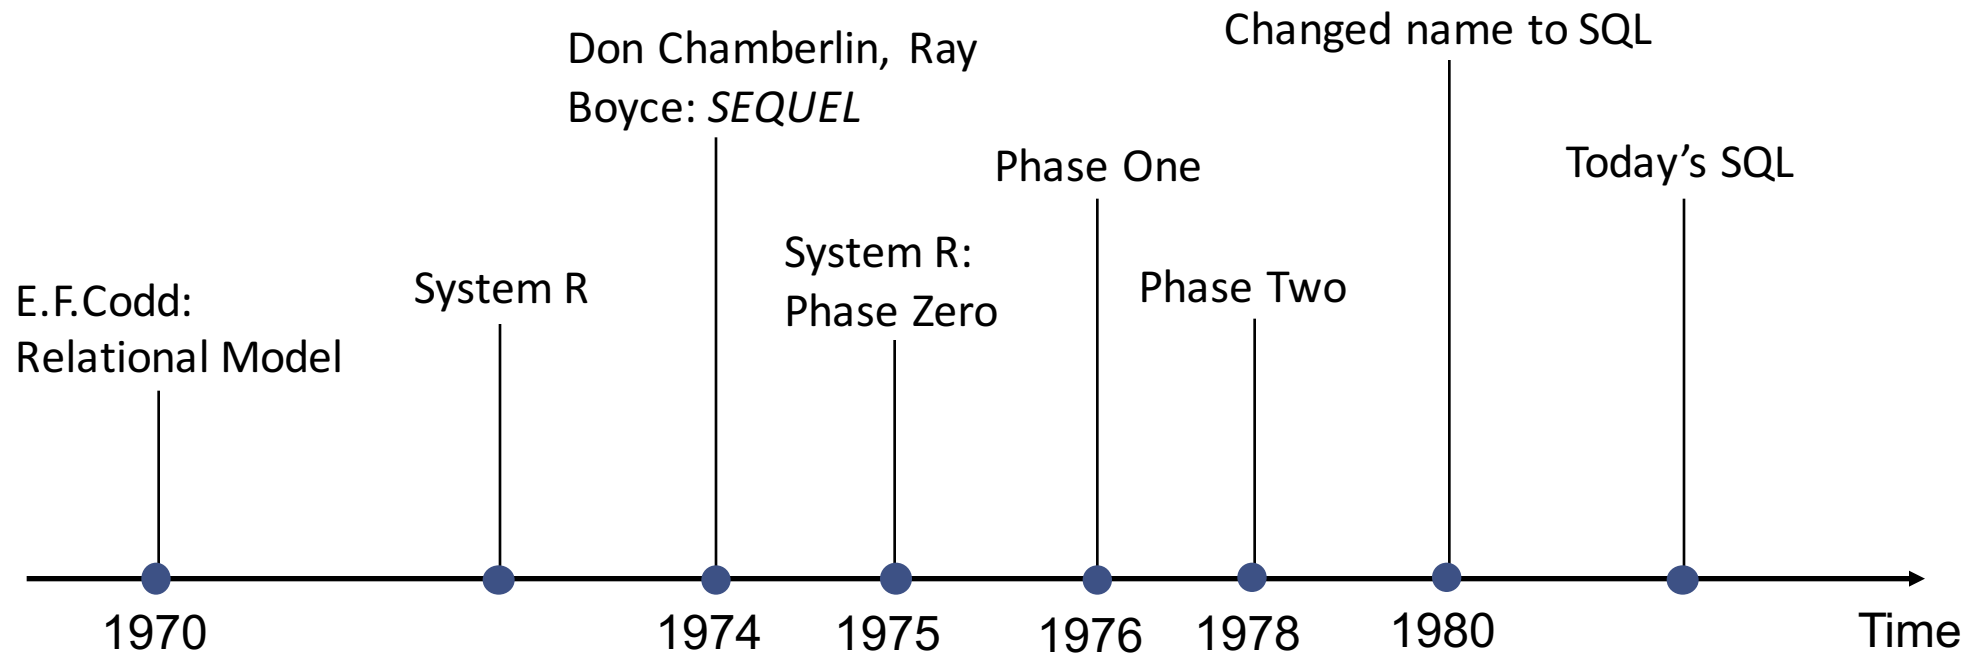 E.F.Codd:
Relational Model
System R
Don Chamberlin, Ray
Boyce: SEQUEL
System R:
Phase Zero
Phase One
Phase Two
Changed name to SQL
Today’s SQL
1970
1974
1975
1976
1978
1980
Time